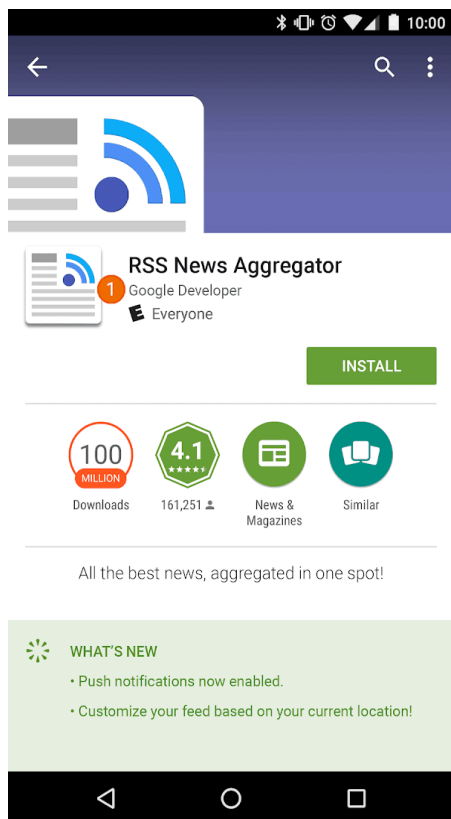 10:00
RSS News Aggregator
1
Google Developer
E Everyone
INSTALL
100
MILLION
Downloads
4.1
161,251
News &
Magazines
Similar
All the best news, aggregated in one spot!
WHAT'S NEW
• Push notifications now enabled.
• Customize your feed based on your current location!